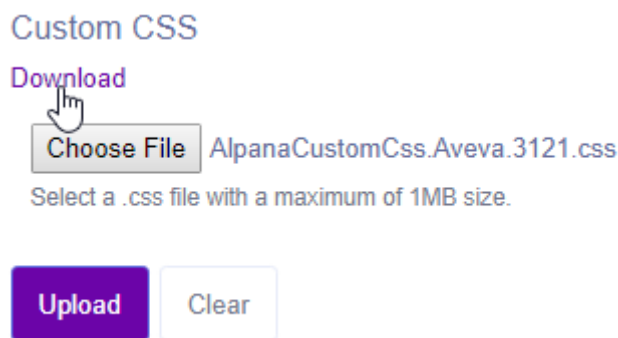 Custom CSS
Download
Choose File AlpanaCustomCss.Aveva.3121.css
Select a .css file with a maximum of 1MB size.
Upload Clear